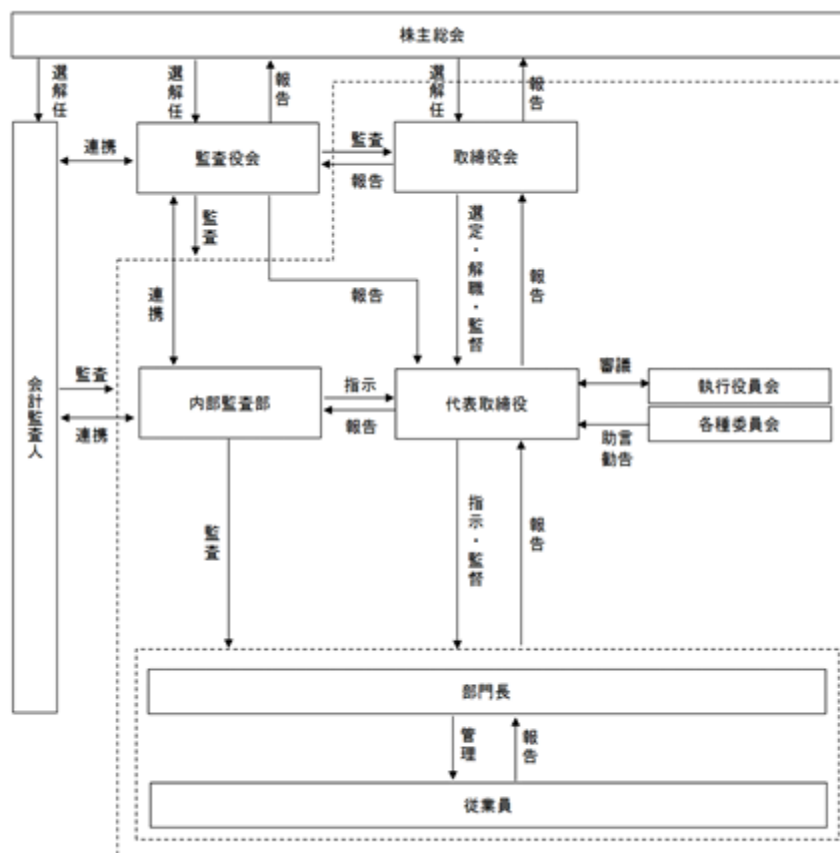 株主総会
選解任
選解任
報告
選解任
報告
連携
監査役会
監査
報告
取締役会
監査
連携
報告
選定・解職・監督
報告
会計監査人
監査
連携
内部監査部
指示
報告
代表取締役
審議
執行役員会
助言
勧告
各種委員会
監査
指示・監督
報告
部門長
管理
報告
従業員